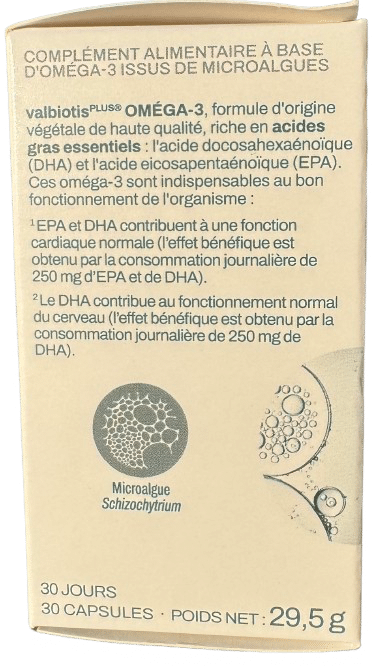 COMPLÉMENT ALIMENTAIRE À BASE
D'OMÉGA-3 ISSUS DE MICROALGUES
valbiotisPLUS® OMÉGA-3, formule d'origine
végétale de haute qualité, riche en acides
gras essentiels : l'acide docosahexaénoïque
(DHA) et l'acide eicosapentaénoïque (EPA).
Ces oméga-3 sont indispensables au bon
fonctionnement de l'organisme :
¹EPA et DHA contribuent à une fonction
cardiaque normale (l'effet bénéfique est
obtenu par la consommation journalière de
250 mg d'EPA et de DHA).
²Le DHA contribue au fonctionnement normal
du cerveau (l'effet bénéfique est obtenu par la
consommation journalière de 250 mg de
DHA).
Microalgue
Schizochytrium
30 JOURS
30 CAPSULES · POIDS NET : 29,5 g